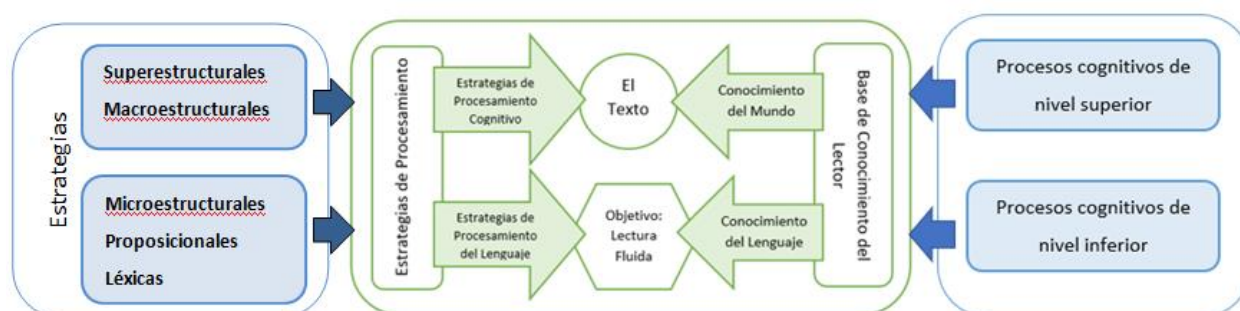 Estrategias
Superestructurales
Macroestructurales
Microestructurales
Proposicionales
Léxicas
Estrategias de Procesamiento
Estrategias de
Procesamiento
Cognitivo
Estrategias de
Procesamiento
del Lenguaje
El
Texto
Objetivo:
Lectura
Fluida
Conocimiento
del Mundo
Conocimiento
del Lenguaje
Base de Conocimiento del
Lector
Procesos cognitivos de
nivel superior
Procesos cognitivos de
nivel inferior